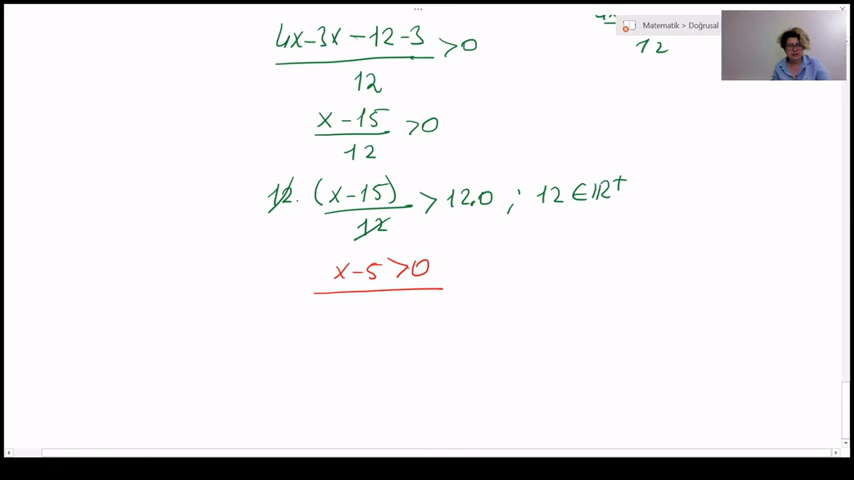 Matematik > Doğrusal
4x-3x-12-3 >0
12
12
x-15 >0
12
12. (x-15) > 12.0 ; 12 ∈ ℝ⁺
12
x-5 >0